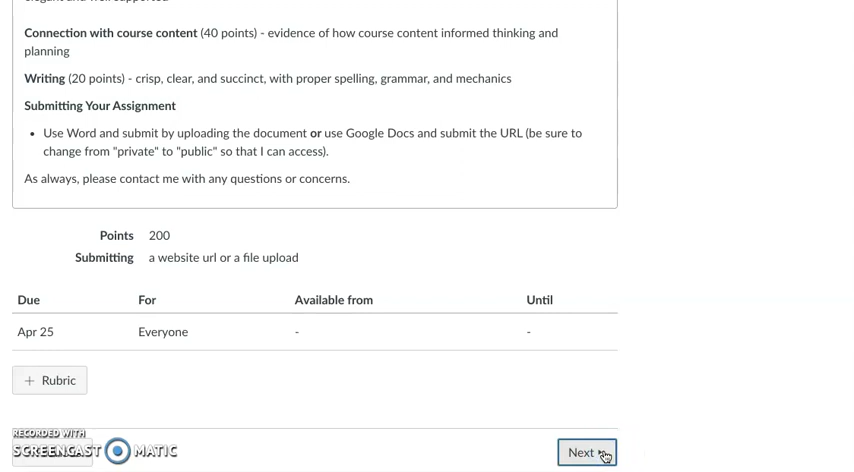 Connection with course content (40 points) - evidence of how course content informed thinking and
planning
Writing (20 points) - crisp, clear, and succinct, with proper spelling, grammar, and mechanics
Submitting Your Assignment
• Use Word and submit by uploading the document or use Google Docs and submit the URL (be sure to
change from "private" to "public" so that I can access).
As always, please contact me with any questions or concerns.
Points 200
Submitting a website url or a file upload
Due For Available from Until
Apr 25 Everyone - -
+ Rubric
RECORDED WITH
SCREENCAST MATIC
Next